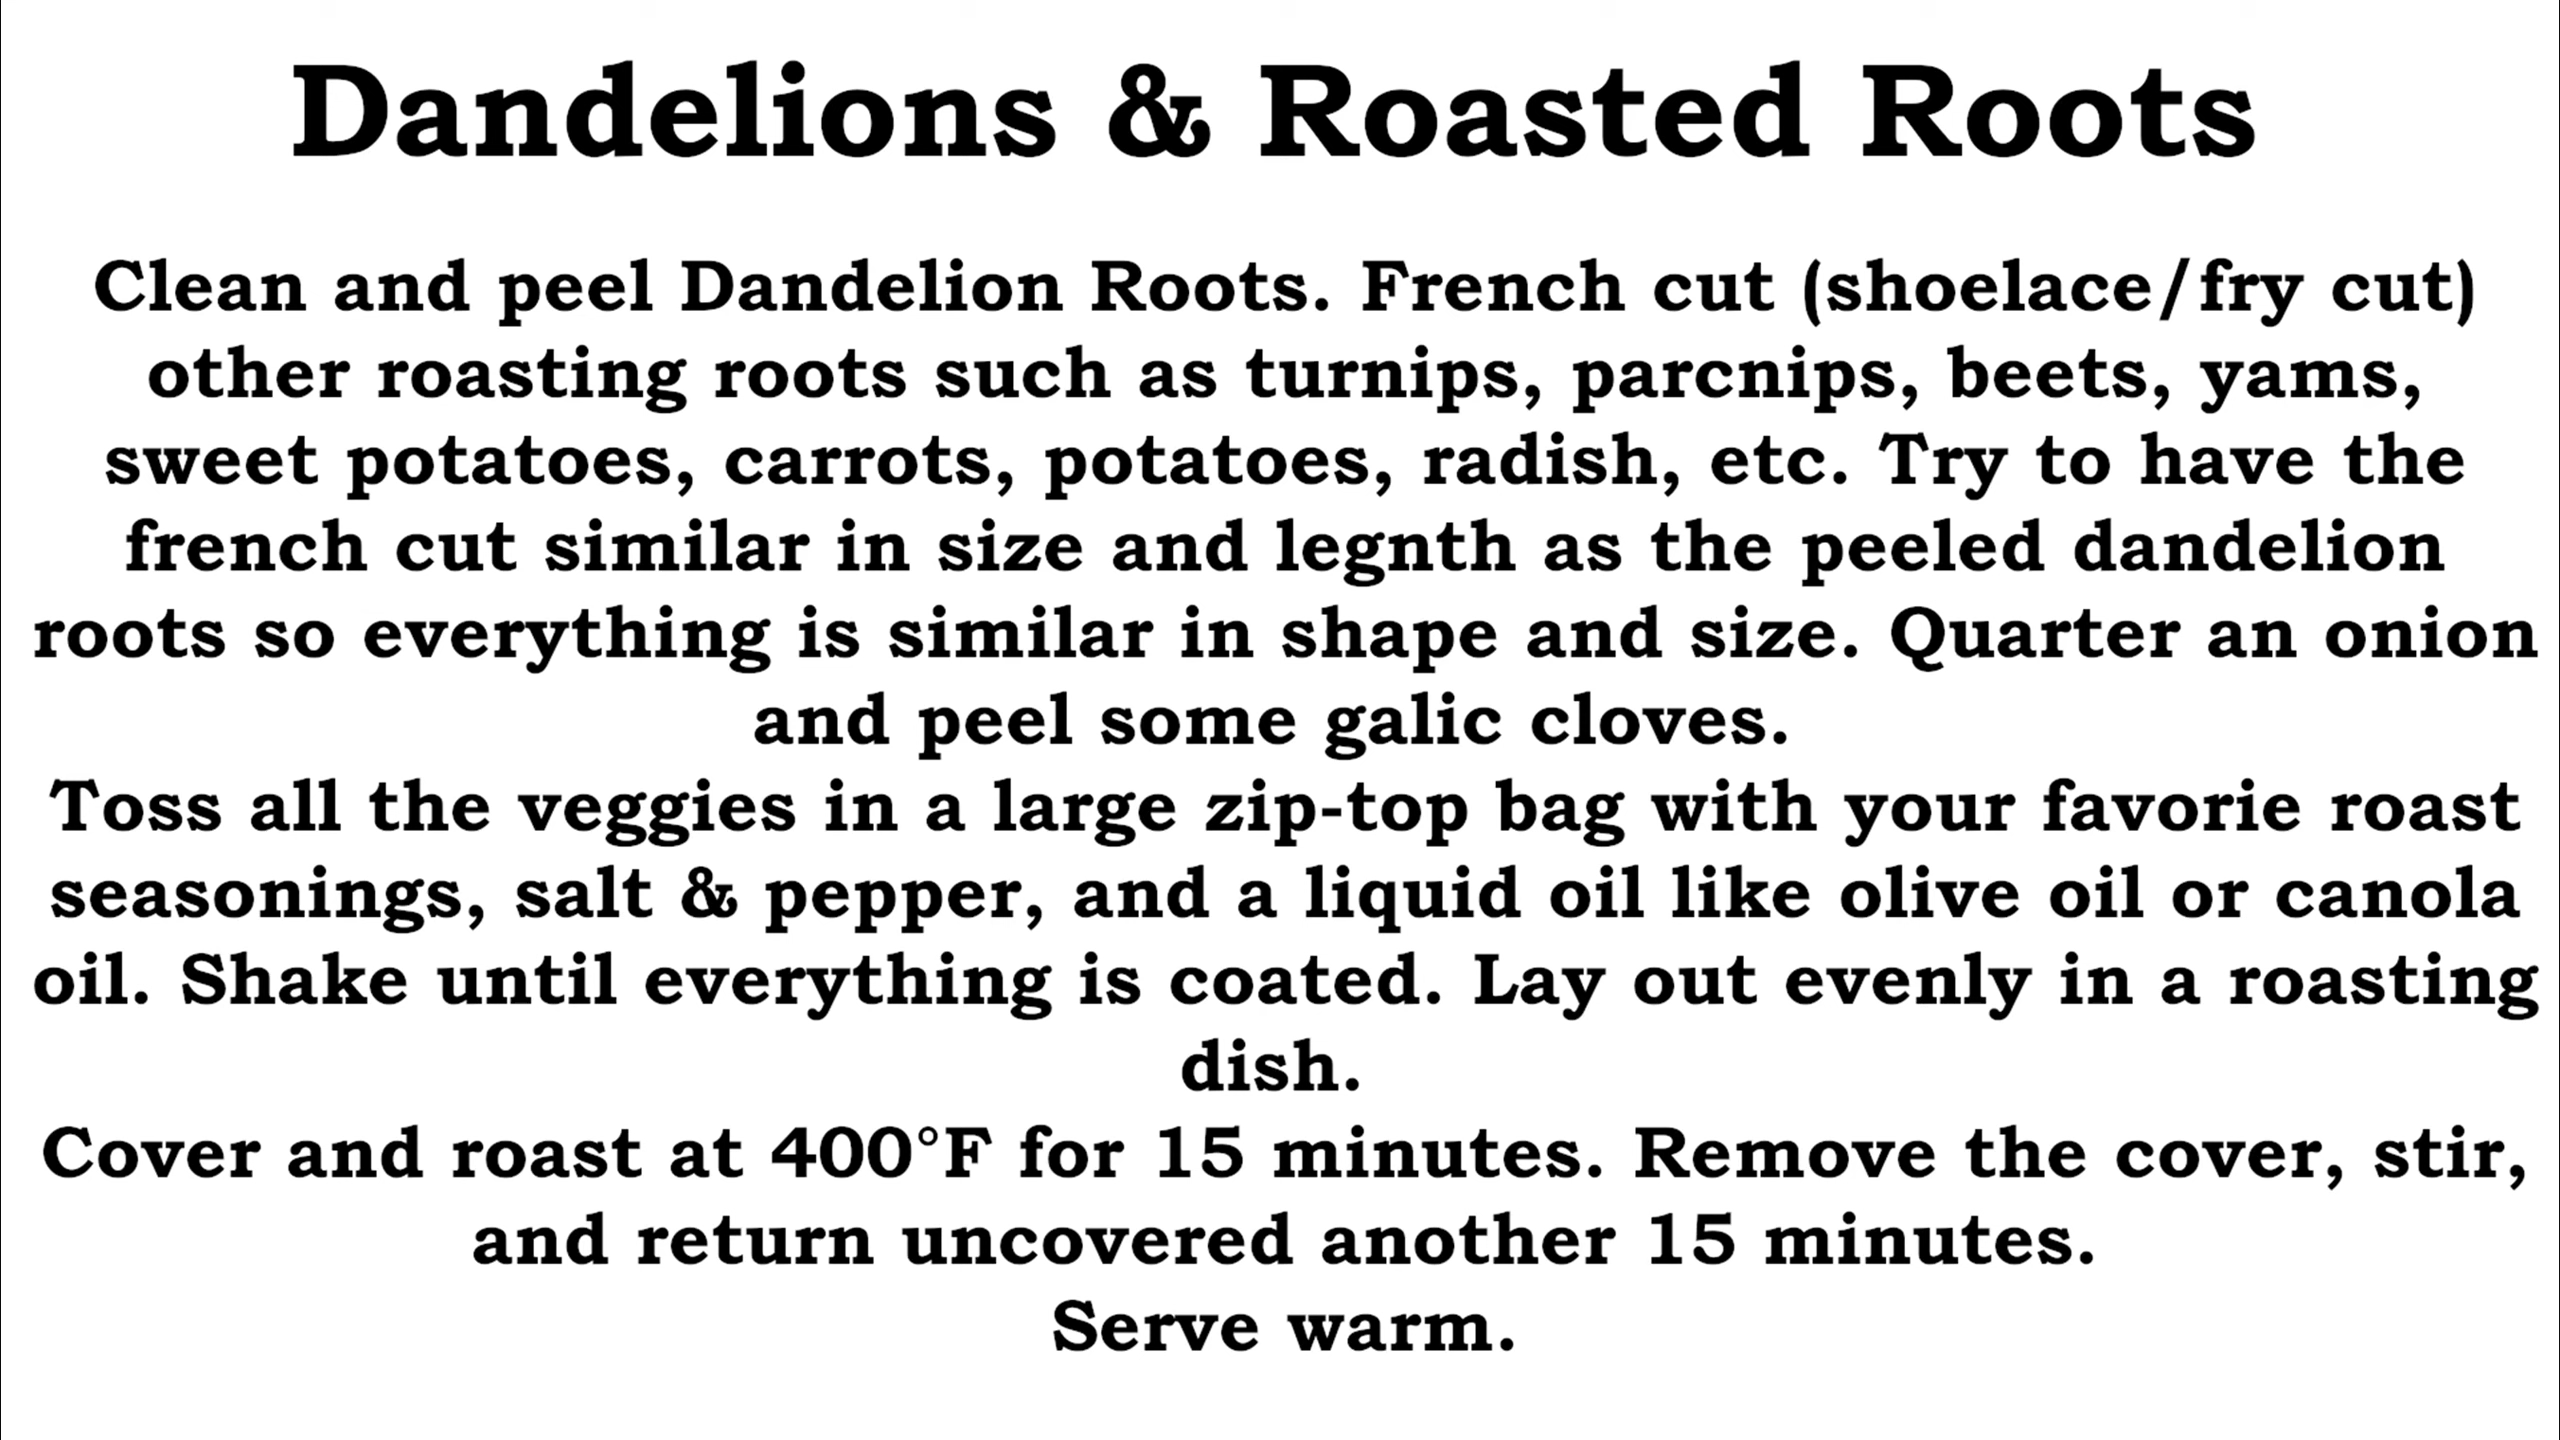 Dandelions & Roasted Roots
Clean and peel Dandelion Roots. French cut (shoelace/fry cut)
other roasting roots such as turnips, parcnips, beets, yams,
sweet potatoes, carrots, potatoes, radish, etc. Try to have the
french cut similar in size and legnth as the peeled dandelion
roots so everything is similar in shape and size. Quarter an onion
and peel some galic cloves.
Toss all the veggies in a large zip-top bag with your favorie roast
seasonings, salt & pepper, and a liquid oil like olive oil or canola
oil. Shake until everything is coated. Lay out evenly in a roasting
dish.
Cover and roast at 400°F for 15 minutes. Remove the cover, stir,
and return uncovered another 15 minutes.
Serve warm.